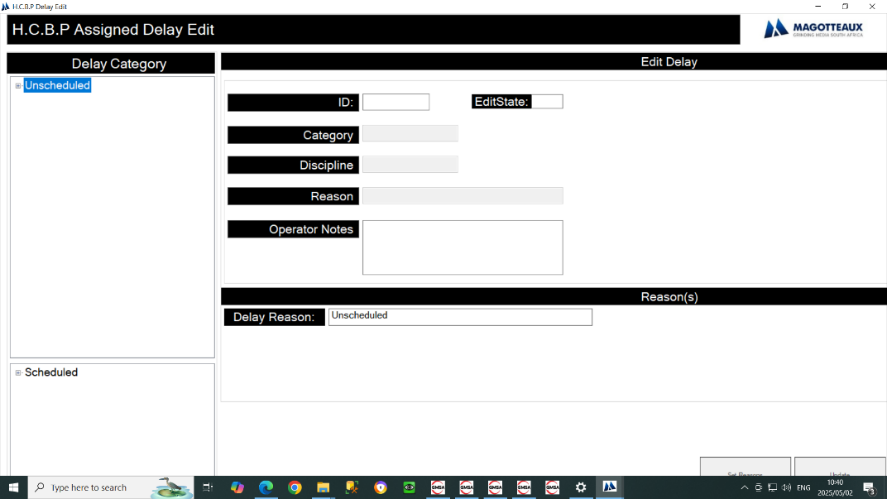 H.C.B.P Delay Edit
H.C.B.P Assigned Delay Edit
MAGOTTEAUX
GRINDING MEDIA SOUTH AFRICA
Delay Category
Edit Delay
Unscheduled
ID:
EditState:
Category
Discipline
Reason
Operator Notes
Reason(s)
Delay Reason:
Unscheduled
Scheduled
Set Reasons
Update
Type here to search
ENG
10:40
2025/05/02